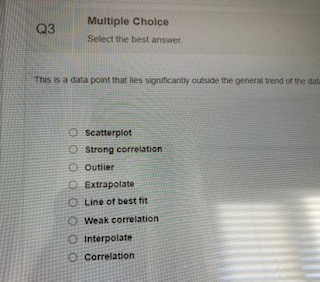 Q3
Multiple Choice
Select the best answer.
This is a data point that lies significantly outside the general trend of the
Scatterplot
Strong correlation
Outlier
Extrapolate
Line of best fit
Weak correlation
Interpolate
Correlation